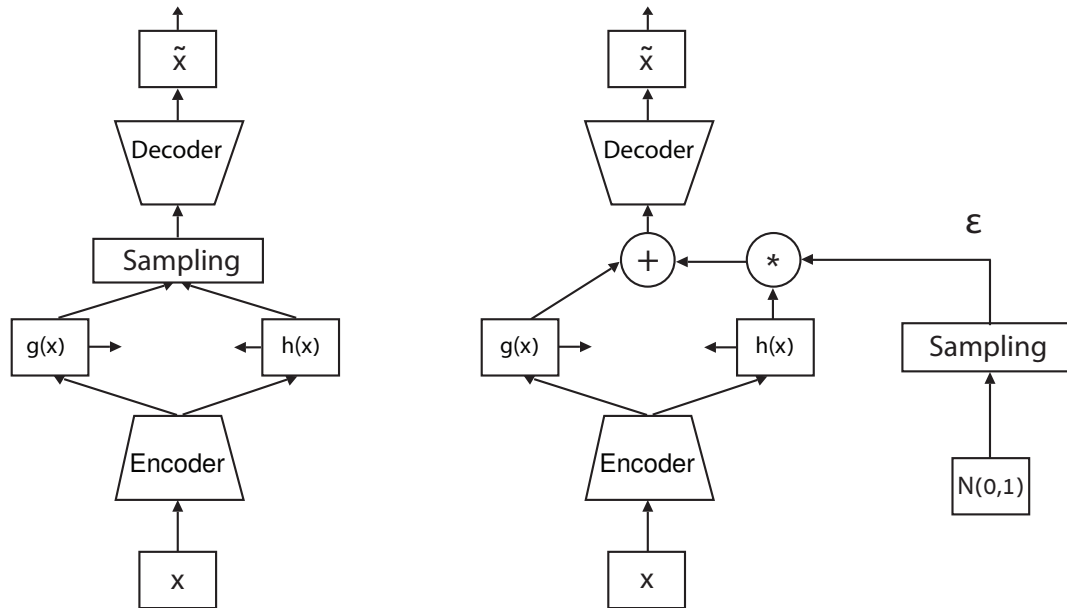 x̃
Decoder
Sampling
g(x)
h(x)
Encoder
x
x̃
Decoder
ε
+
*
g(x)
h(x)
Sampling
Encoder
N(0,1)
x